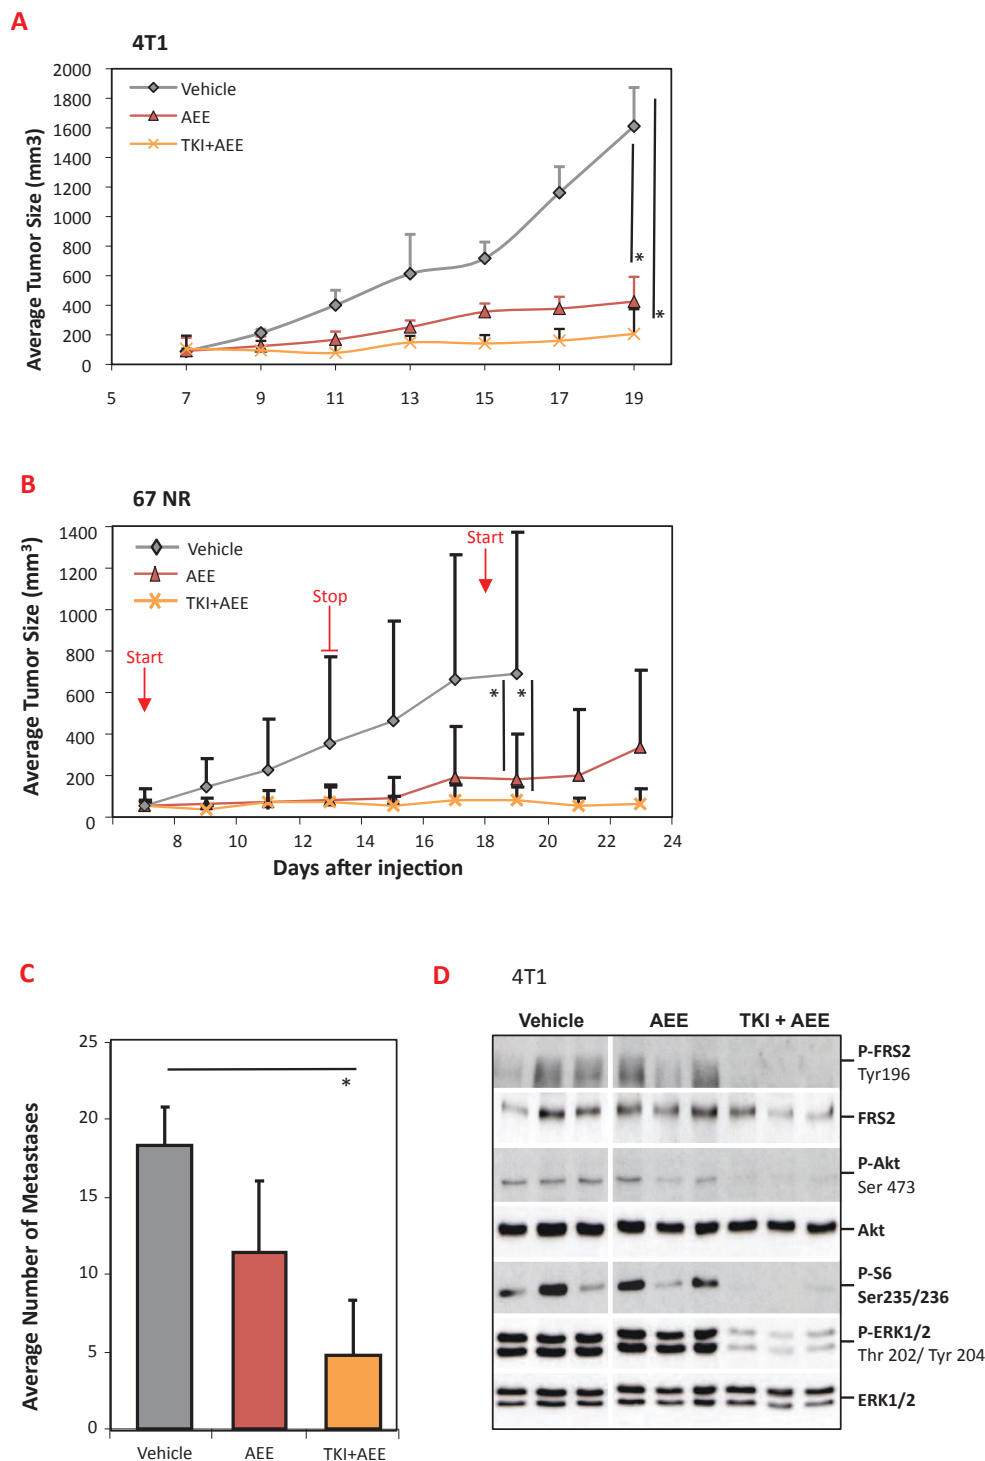 A
4T1
Average Tumor Size (mm3)
2000
1800
1600
1400
1200
1000
800
600
400
200
0
Vehicle
AEE
TKI+AEE
*
*
5 7 9 11 13 15 17 19
B
67 NR
Average Tumor Size (mm³)
1400
1200
1000
800
600
400
200
0
Vehicle
AEE
TKI+AEE
Start
Stop
Start
* *
8 10 12 14 16 18 20 22 24
Days after injection
C
Average Number of Metastases
25
20
15
10
5
0
*
Vehicle AEE TKI+AEE
D
4T1
Vehicle AEE TKI + AEE
P-FRS2
Tyr196
FRS2
P-Akt
Ser 473
Akt
P-S6
Ser235/236
P-ERK1/2
Thr 202/ Tyr 204
ERK1/2